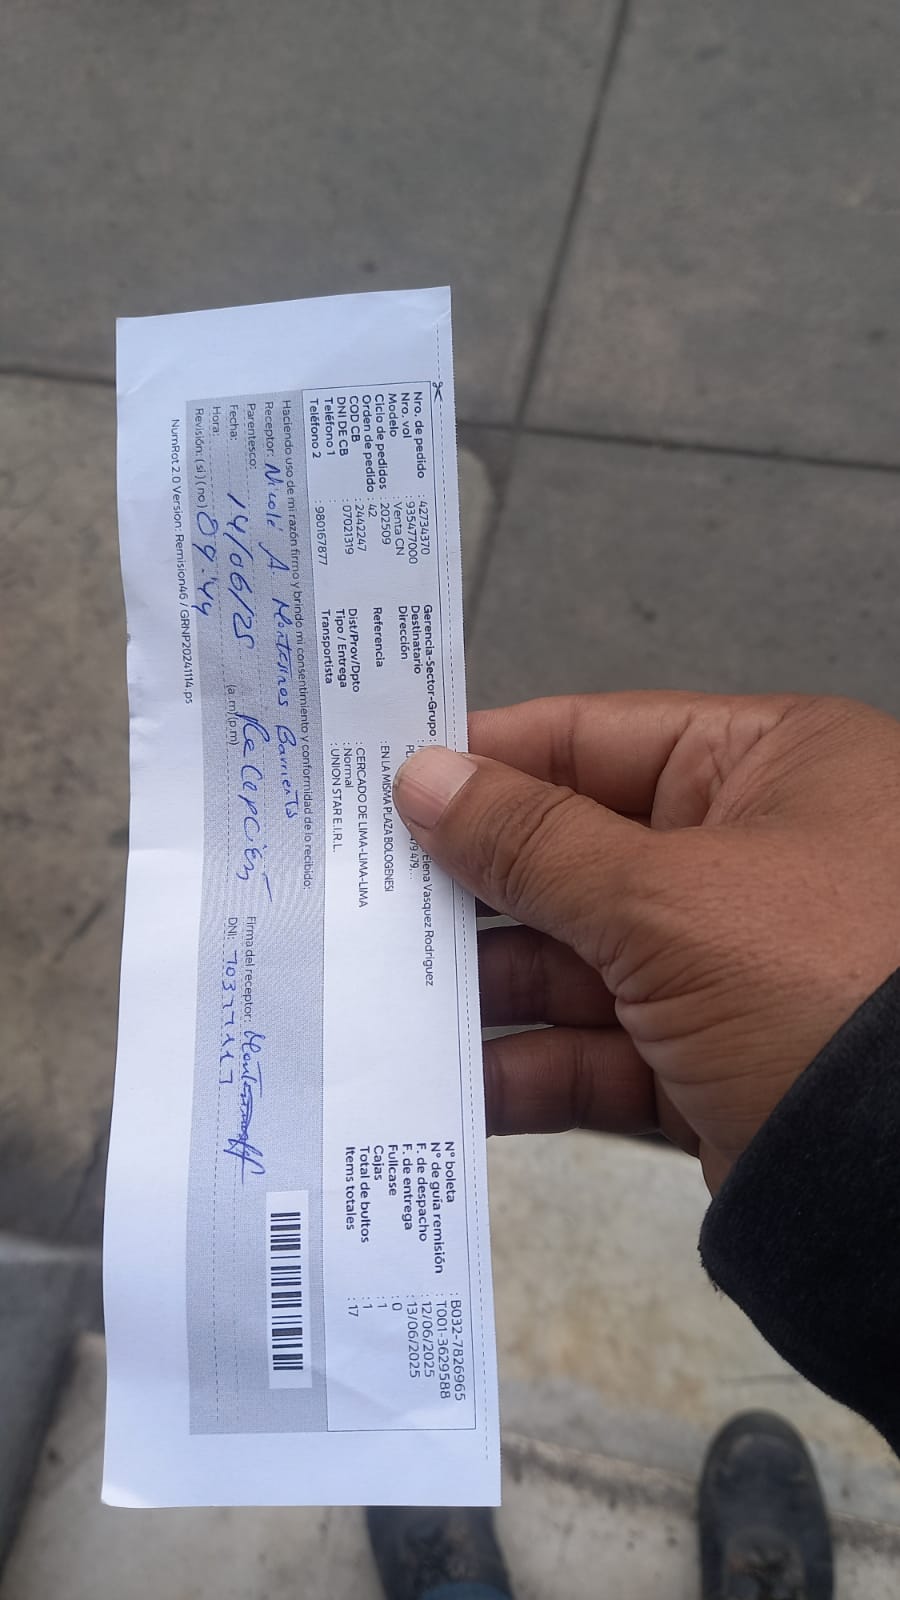 Nro. de pedido : 42734370
Nro. vol : 935477000
Modelo : Venta CN
Ciclo de pedidos : 202509
Orden de pedido : 42
COD CB : 2442247
DNI DE CB : 07021319
Teléfono 1
Teléfono 2 : 980167877
Gerencia-Sector-Grupo :
Destinatario Elena Vasquez Rodriguez
Dirección 479 479,...
Referencia : EN LA MISMA PLAZA BOLOGENESI
Dist/Prov/Dpto : CERCADO DE LIMA-LIMA-LIMA
Tipo / Entrega : Normal
Transportista : UNION STAR E.I.R.L.
N° boleta : B032-7826965
N° de guía remisión : T001-3629588
F. de despacho : 12/06/2025
F. de entrega : 13/06/2025
Fullcase : 0
Cajas : 1
Total de bultos : 1
Items totales : 17
Haciendo uso de mi razón firmo y brindo mi consentimiento y conformidad de lo recibido:
Receptor: Nicole A. Montesinos Barrients
Parentesco: Recepción
Firma del receptor:
Fecha: 14/06/25
DNI:
Hora: 09:44 (a.m)(p.m)
Revisión: (si) (no)
NumRot 2.0 Version: Remision46 / GRNP20241114.ps